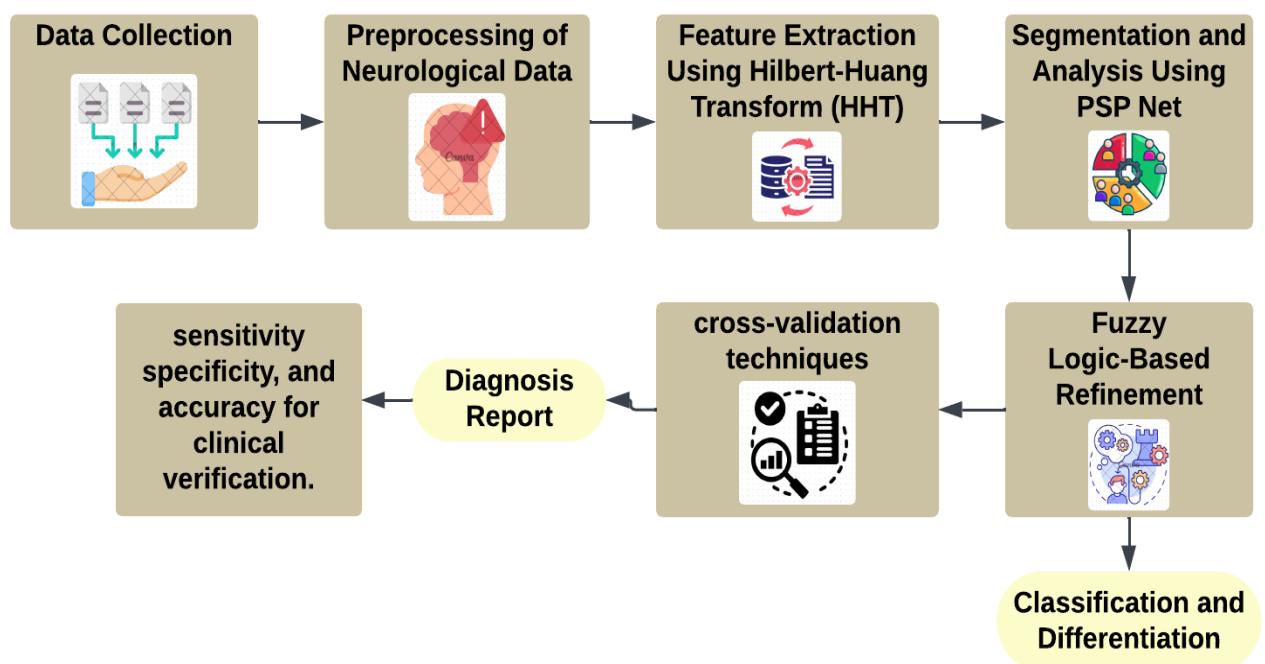 Data Collection
Preprocessing of
Neurological Data
Canva
Feature Extraction
Using Hilbert-Huang
Transform (HHT)
Segmentation and
Analysis Using
PSP Net
Fuzzy
Logic-Based
Refinement
Canva
cross-validation
techniques
Diagnosis
Report
sensitivity
specificity, and
accuracy for
clinical
verification.
Classification and
Differentiation